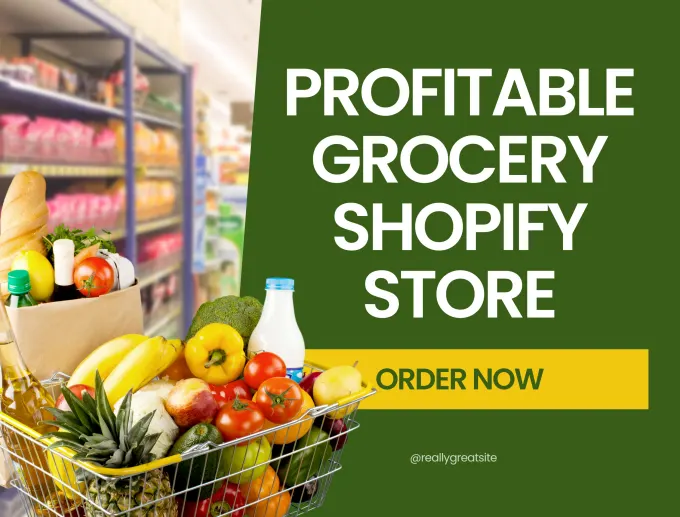 PROFITABLE
GROCERY
SHOPIFY
STORE
ORDER NOW
@reallygreatsite